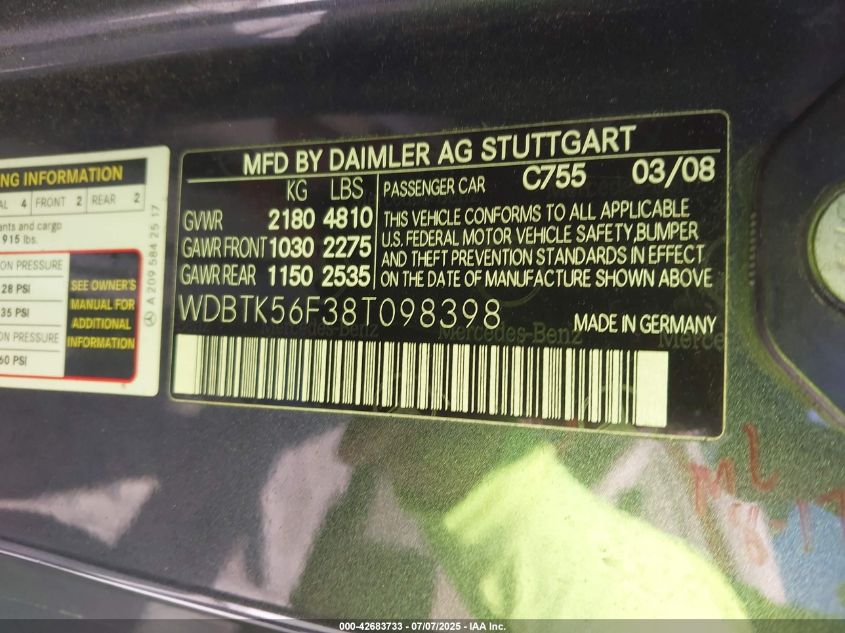 NG INFORMATION
AL 4 FRONT 2 REAR 2
ants and cargo
915 lbs.
ON PRESSURE
28 PSI
35 PSI
ON PRESSURE
60 PSI
SEE OWNER'S
MANUAL FOR
ADDITIONAL
INFORMATION
A 209 584 25 17
MFD BY DAIMLER AG STUTTGART
KG LBS PASSENGER CAR C755 03/08
GVWR 2180 4810
GAWR FRONT 1030 2275
GAWR REAR 1150 2535
THIS VEHICLE CONFORMS TO ALL APPLICABLE
U.S. FEDERAL MOTOR VEHICLE SAFETY, BUMPER
AND THEFT PREVENTION STANDARDS IN EFFECT
ON THE DATE OF MANUFACTURE SHOWN ABOVE
WDBTK56F38T098398
MADE IN GERMANY
Mercedes-Benz
ML
000-42683733 - 07/07/2025 - IAA Inc.